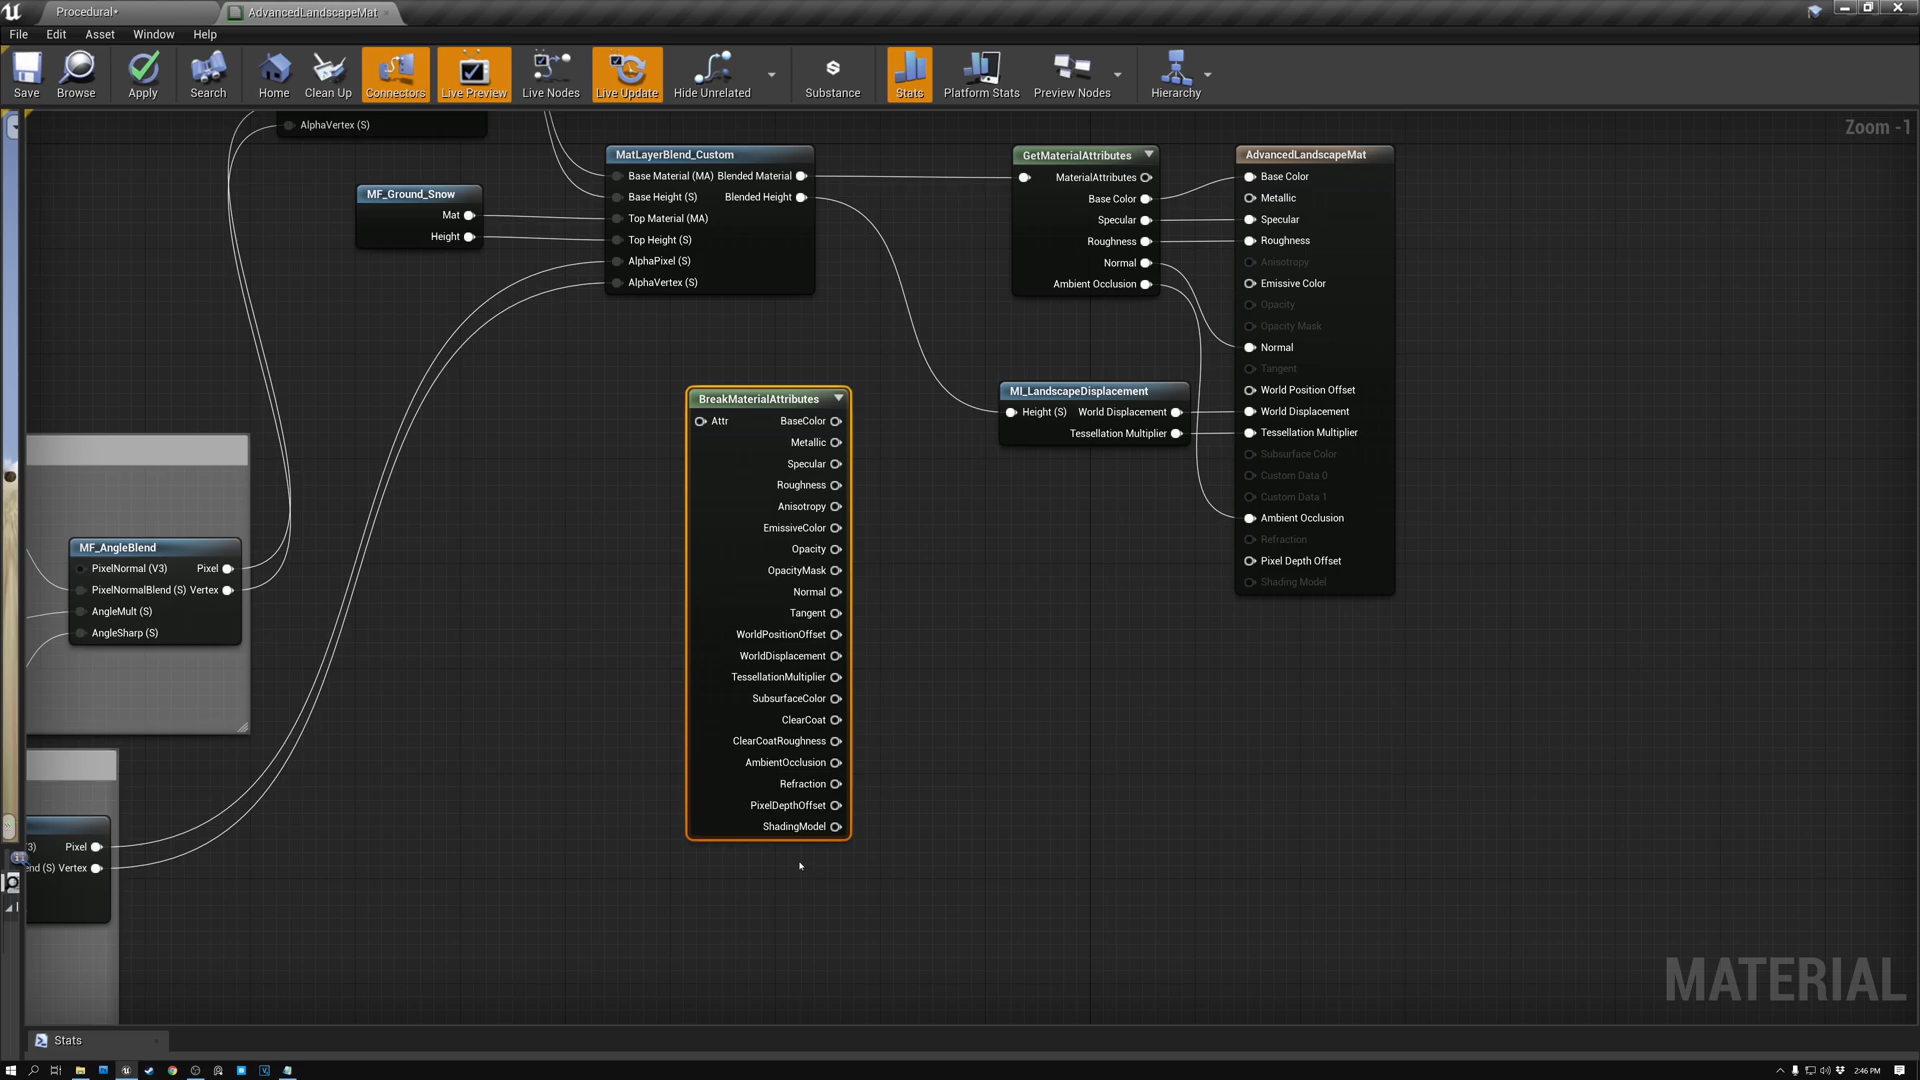 Procedural*
AdvancedLandscapeMat
File Edit Asset Window Help
Save
Browse
Apply
Search
Home
Clean Up
Connectors
Live Preview
Live Nodes
Live Update
Hide Unrelated
Substance
Stats
Platform Stats
Preview Nodes
Hierarchy
Zoom -1
AlphaVertex (S)
MF_Ground_Snow
Mat
Height
MatLayerBlend_Custom
Base Material (MA) Blended Material
Base Height (S) Blended Height
Top Material (MA)
Top Height (S)
AlphaPixel (S)
AlphaVertex (S)
GetMaterialAttributes
MaterialAttributes
Base Color
Specular
Roughness
Normal
Ambient Occlusion
AdvancedLandscapeMat
Base Color
Metallic
Specular
Roughness
Anisotropy
Emissive Color
Opacity
Opacity Mask
Normal
Tangent
World Position Offset
World Displacement
Tessellation Multiplier
Subsurface Color
Custom Data 0
Custom Data 1
Ambient Occlusion
Refraction
Pixel Depth Offset
Shading Model
MI_LandscapeDisplacement
Height (S) World Displacement
Tessellation Multiplier
BreakMaterialAttributes
Attr BaseColor
Metallic
Specular
Roughness
Anisotropy
EmissiveColor
Opacity
OpacityMask
Normal
Tangent
WorldPositionOffset
WorldDisplacement
TessellationMultiplier
SubsurfaceColor
ClearCoat
ClearCoatRoughness
AmbientOcclusion
Refraction
PixelDepthOffset
ShadingModel
MF_AngleBlend
PixelNormal (V3) Pixel
PixelNormalBlend (S) Vertex
AngleMult (S)
AngleSharp (S)
3) Pixel
end (S) Vertex
MATERIAL
Stats
2:46 PM